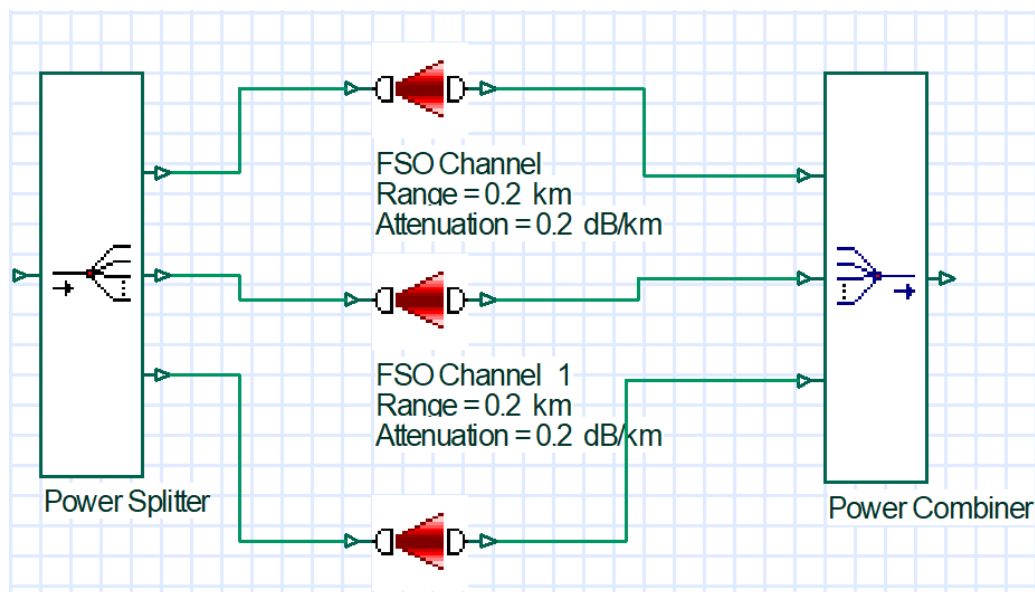 FSO Channel
Range = 0.2 km
Attenuation = 0.2 dB/km
FSO Channel 1
Range = 0.2 km
Attenuation = 0.2 dB/km
Power Splitter
Power Combiner